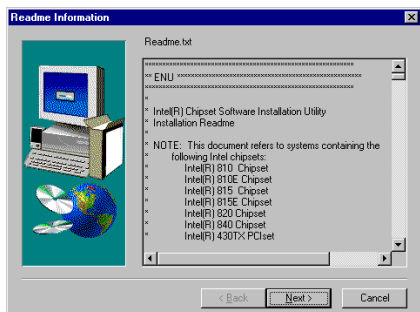 Readme Information
Readme.txt
************************************************************
** ENU ******************************************************
************************************************************
*
* Intel(R) Chipset Software Installation Utility
* Installation Readme
*
* NOTE:  This document refers to systems containing the
*        following Intel chipsets:
*            Intel(R) 810  Chipset
*            Intel(R) 810E Chipset
*            Intel(R) 815  Chipset
*            Intel(R) 815E Chipset
*            Intel(R) 820 Chipset
*            Intel(R) 840 Chipset
*            Intel(R) 430TX PCIset
< Back
Next >
Cancel